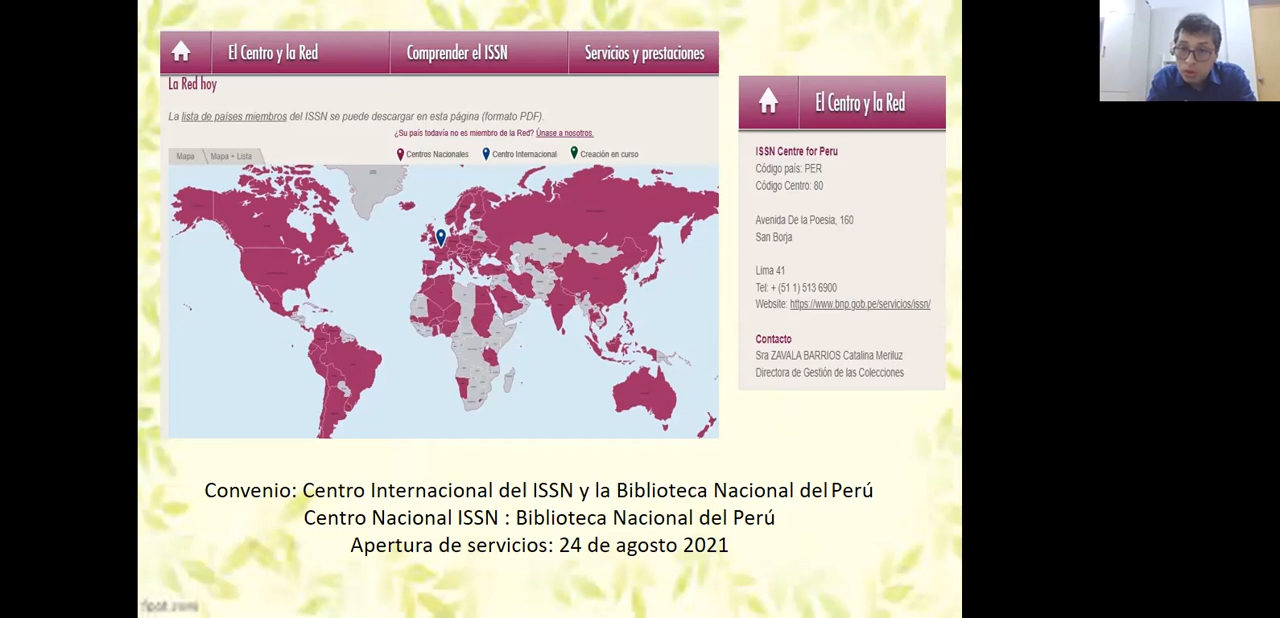 El Centro y la Red
Comprender el ISSN
Servicios y prestaciones
La Red hoy
La lista de países miembros del ISSN se puede descargar en esta página (formato PDF).
¿Su país todavía no es miembro de la Red? Únase a nosotros.
Mapa
Mapa + Lista
Centros Nacionales
Centro Internacional
Creación en curso
El Centro y la Red
ISSN Centre for Peru
Código país: PER
Código Centro: 80
Avenida De la Poesia, 160
San Borja
Lima 41
Tel: + (51 1) 513 6900
Website: https://www.bnp.gob.pe/servicios/issn/
Contacto
Sra ZAVALA BARRIOS Catalina Meriluz
Directora de Gestión de las Colecciones
Convenio: Centro Internacional del ISSN y la Biblioteca Nacional del Perú
Centro Nacional ISSN : Biblioteca Nacional del Perú
Apertura de servicios: 24 de agosto 2021